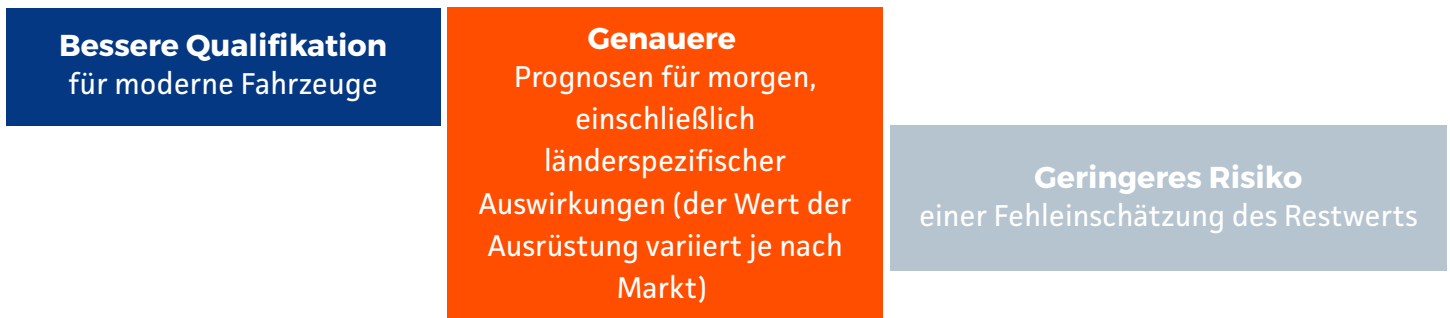 Bessere Qualifikation
für moderne Fahrzeuge
Genauere
Prognosen für morgen,
einschließlich
länderspezifischer
Auswirkungen (der Wert der
Ausrüstung variiert je nach
Markt)
Geringeres Risiko
einer Fehleinschätzung des Restwerts